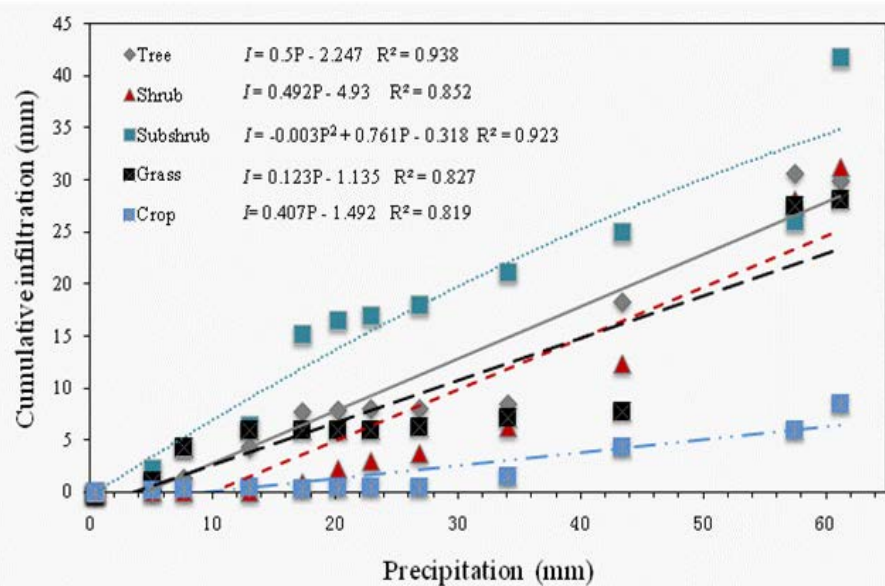 45
40
35
30
25
20
15
10
5
0
Cumulative infiltration (mm)
Tree I = 0.5P - 2.247 R² = 0.938
Shrub I = 0.492P - 4.93 R² = 0.852
Subshrub I = -0.003P² + 0.761P - 0.318 R² = 0.923
Grass I = 0.123P - 1.135 R² = 0.827
Crop I= 0.407P - 1.492 R² = 0.819
0 10 20 30 40 50 60
Precipitation (mm)